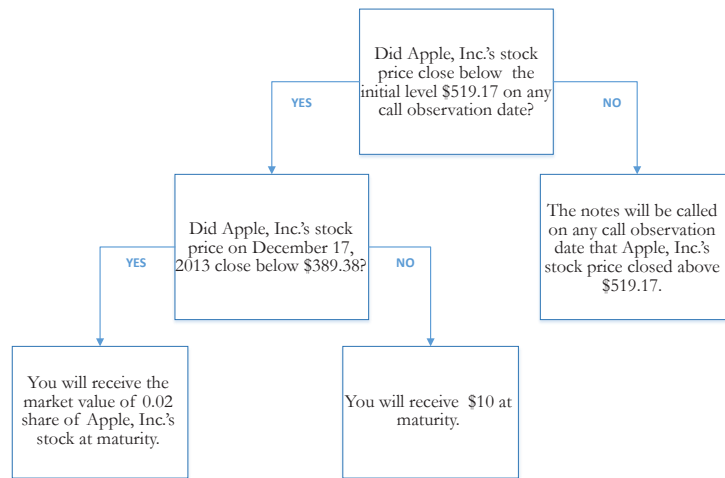 Did Apple, Inc.'s stock
price close below the
initial level $519.17 on any
call observation date?
YES
NO
Did Apple, Inc.'s stock
price on December 17,
2013 close below $389.38?
The notes will be called
on any call observation
date that Apple, Inc.'s
stock price closed above
$519.17.
YES
NO
You will receive the
market value of 0.02
share of Apple, Inc.'s
stock at maturity.
You will receive $10 at
maturity.